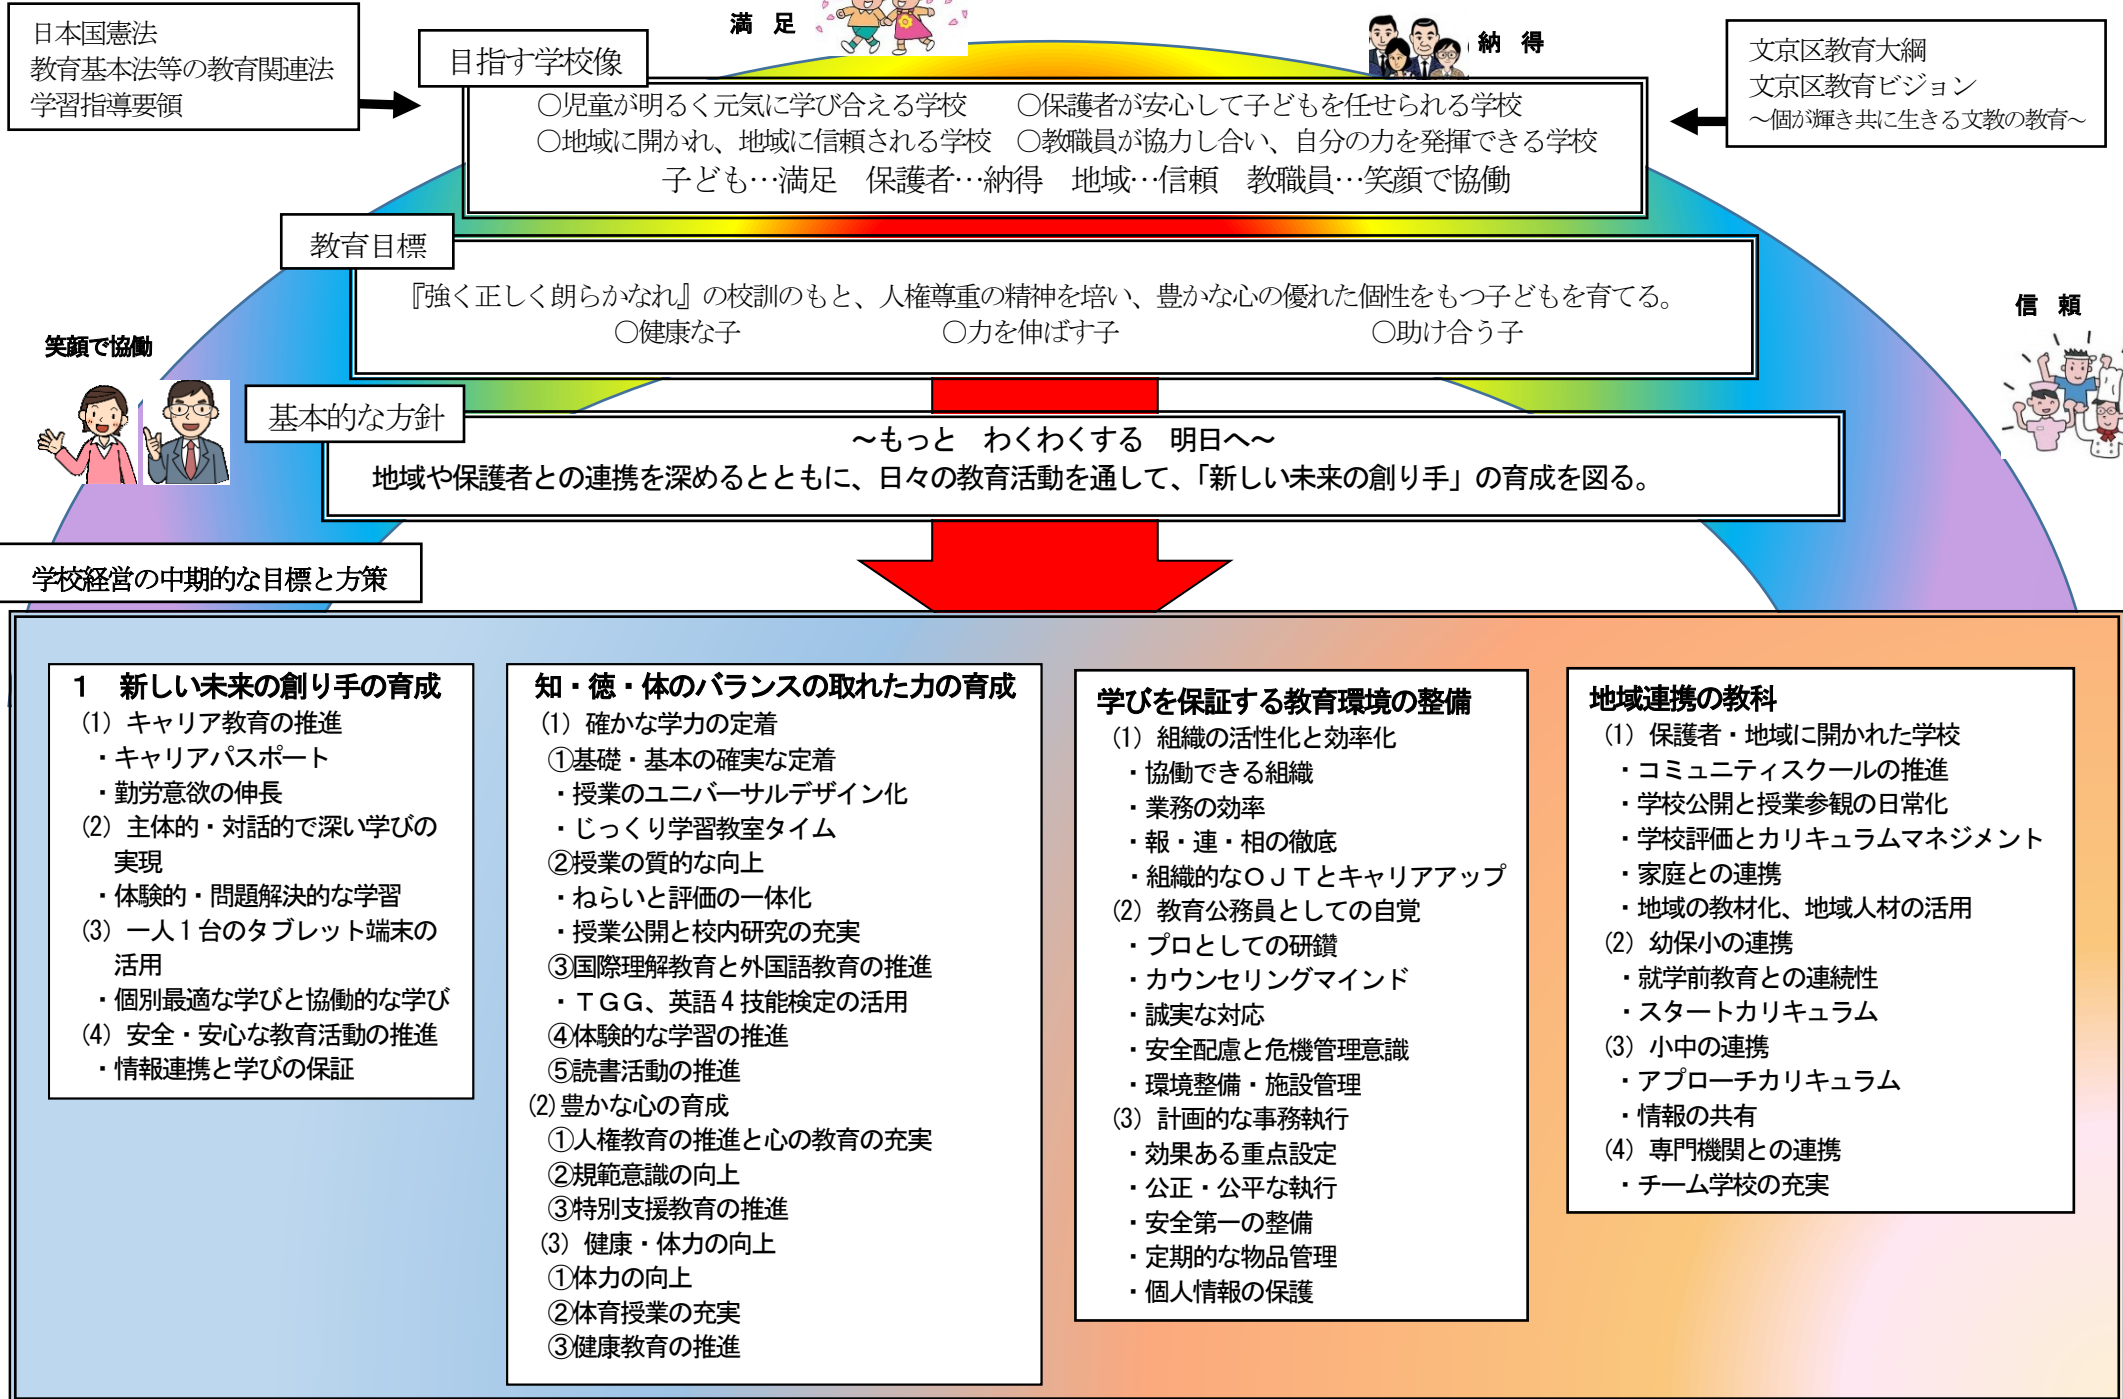 満 足
納 得
日本国憲法
教育基本法等の教育関連法
学習指導要領
目指す学校像
文京区教育大綱
文京区教育ビジョン
～個が輝き共に生きる文教の教育～
○児童が明るく元気に学び合える学校　○保護者が安心して子どもを任せられる学校
○地域に開かれ、地域に信頼される学校　○教職員が協力し合い、自分の力を発揮できる学校
子ども…満足　保護者…納得　地域…信頼　教職員…笑顔で協働
教育目標
『強く正しく朗らかなれ』の校訓のもと、人権尊重の精神を培い、豊かな心の優れた個性をもつ子どもを育てる。
○健康な子　○力を伸ばす子　○助け合う子
笑顔で協働
信 頼
基本的な方針
～もっと　わくわくする　明日へ～
地域や保護者との連携を深めるとともに、日々の教育活動を通して、「新しい未来の創り手」の育成を図る。
学校経営の中期的な目標と方策
１　新しい未来の創り手の育成
(1) キャリア教育の推進
・キャリアパスポート
・勤労意欲の伸長
(2) 主体的・対話的で深い学びの
実現
・体験的・問題解決的な学習
(3) 一人１台のタブレット端末の
活用
・個別最適な学びと協働的な学び
(4) 安全・安心な教育活動の推進
・情報連携と学びの保証
知・徳・体のバランスの取れた力の育成
(1) 確かな学力の定着
①基礎・基本の確実な定着
・授業のユニバーサルデザイン化
・じっくり学習教室タイム
②授業の質的な向上
・ねらいと評価の一体化
・授業公開と校内研究の充実
③国際理解教育と外国語教育の推進
・ＴＧＧ、英語４技能検定の活用
④体験的な学習の推進
⑤読書活動の推進
(2)豊かな心の育成
①人権教育の推進と心の教育の充実
②規範意識の向上
③特別支援教育の推進
(3) 健康・体力の向上
①体力の向上
②体育授業の充実
③健康教育の推進
学びを保証する教育環境の整備
(1) 組織の活性化と効率化
・協働できる組織
・業務の効率
・報・連・相の徹底
・組織的なＯＪＴとキャリアアップ
(2) 教育公務員としての自覚
・プロとしての研鑽
・カウンセリングマインド
・誠実な対応
・安全配慮と危機管理意識
・環境整備・施設管理
(3) 計画的な事務執行
・効果ある重点設定
・公正・公平な執行
・安全第一の整備
・定期的な物品管理
・個人情報の保護
地域連携の教科
(1) 保護者・地域に開かれた学校
・コミュニティスクールの推進
・学校公開と授業参観の日常化
・学校評価とカリキュラムマネジメント
・家庭との連携
・地域の教材化、地域人材の活用
(2) 幼保小の連携
・就学前教育との連続性
・スタートカリキュラム
(3) 小中の連携
・アプローチカリキュラム
・情報の共有
(4) 専門機関との連携
・チーム学校の充実